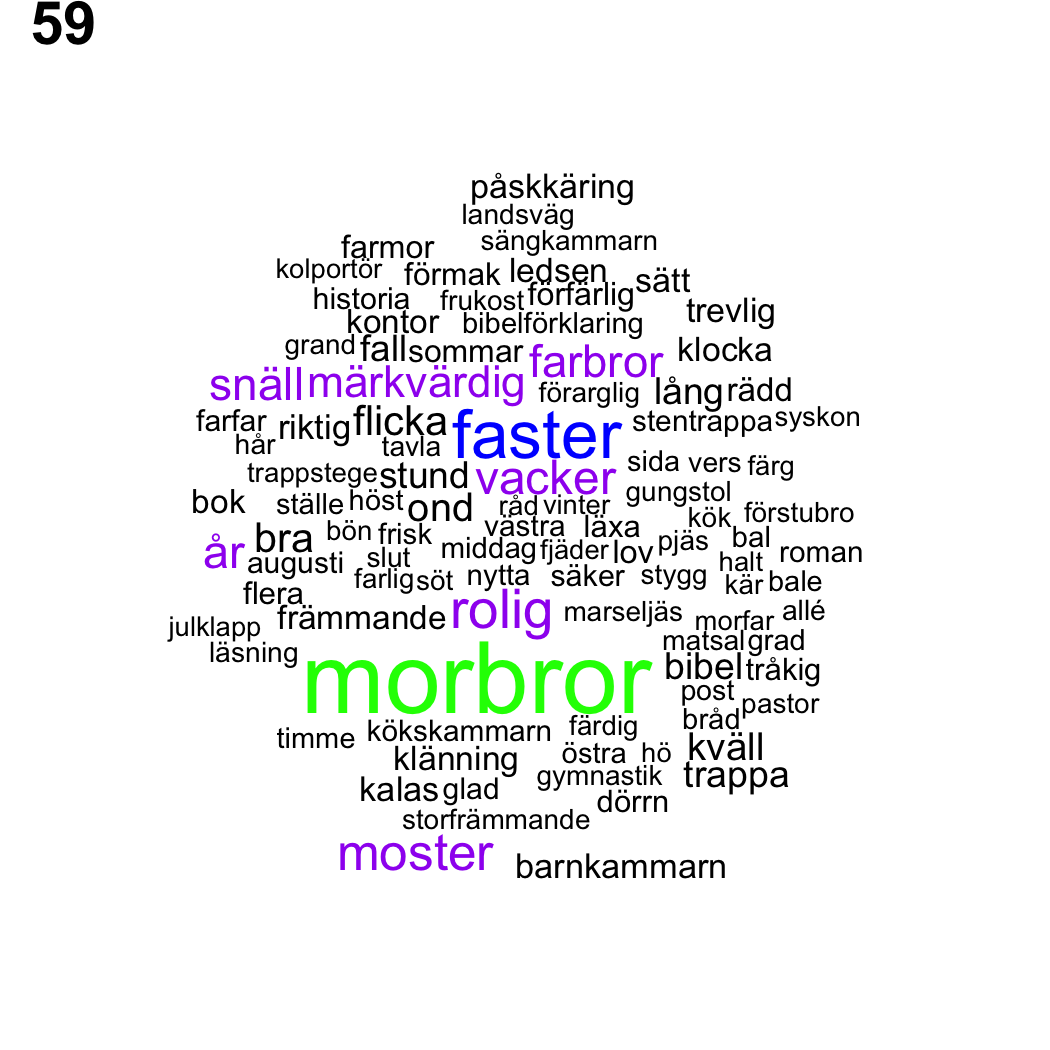 59
påskkäring
landsväg
farmor sängkammarn
kolportör förmak ledsen sätt
historia frukost förfärlig trevlig
kontor bibelförklaring
grand fall sommar farbror klocka
snäll märkvärdig förarglig lång rädd
farfar riktig flicka faster stentrappa syskon
hår tavla
trappstege stund vacker sida vers färg
bok ställe höst ond råd vinter gungstol
västra läxa kök förstubro
år bra bön frisk middag fjäder lov pjäs bal roman
augusti slut halt
flera farlig söt nytta säker stygg kär bale
främmande rolig marseljäs morfar allé
julklapp matsal grad
läsning morbror bibel tråkig
post pastor
timme kökskammarn färdig bråd
klänning östra hö kväll
kalas glad gymnastik trappa
storfrämmande dörrn
moster barnkammarn